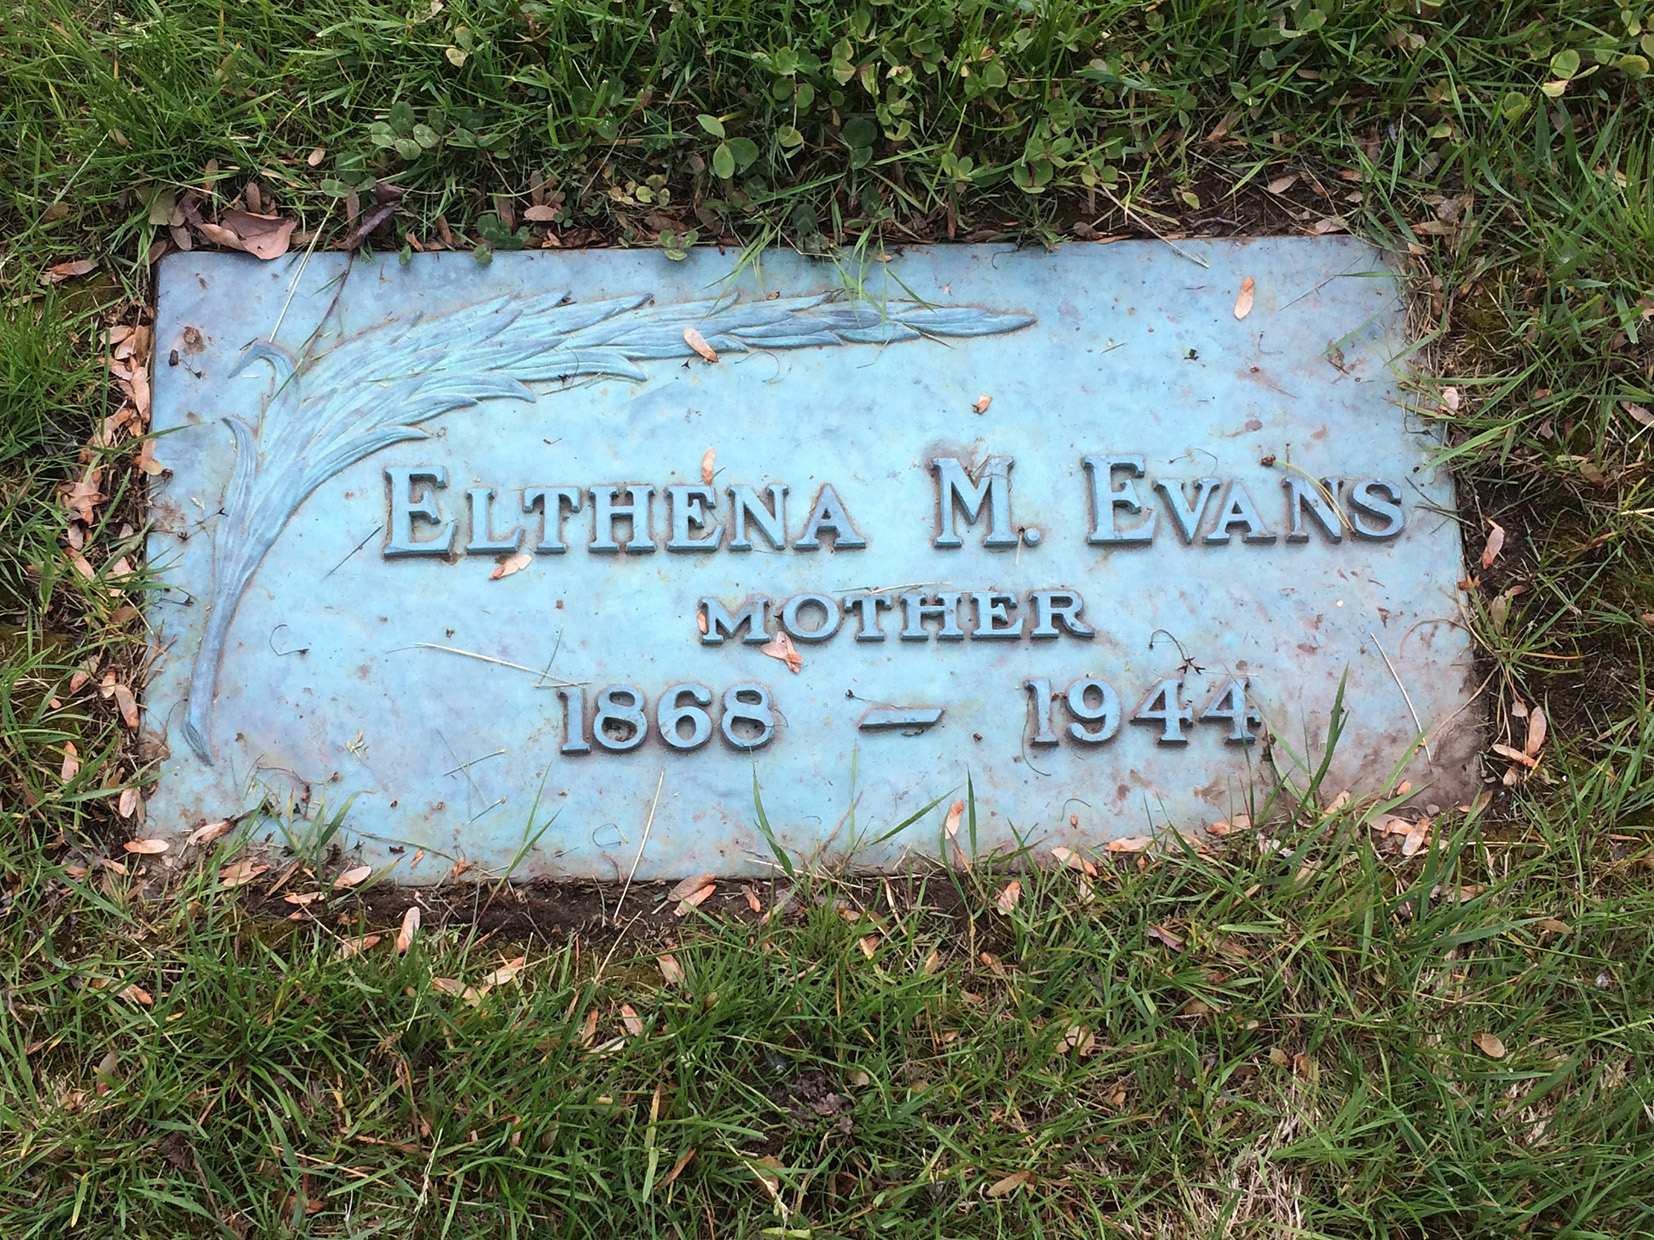 ELTHENA M. EVANS
MOTHER
1868 — 1944